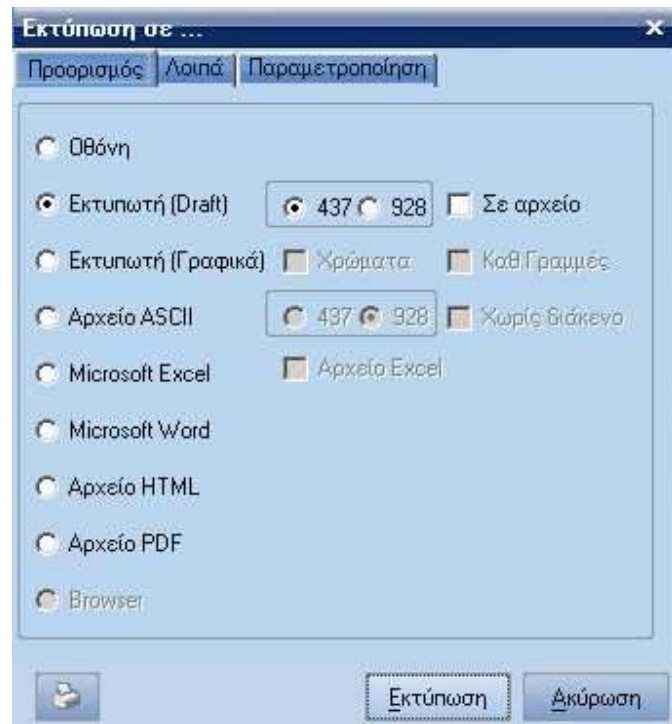 Εκτύπωση σε ...
Προορισμός Λοιπά Παραμετροποίηση
Οθόνη
Εκτυπωτή (Draft) 437 928 Σε αρχείο
Εκτυπωτή (Γραφικά) Χρώματα Καθ Γραμμές
Αρχείο ASCII 437 928 Χωρίς διάκενο
Microsoft Excel Αρχείο Excel
Microsoft Word
Αρχείο HTML
Αρχείο PDF
Browser
Εκτύπωση Ακύρωση